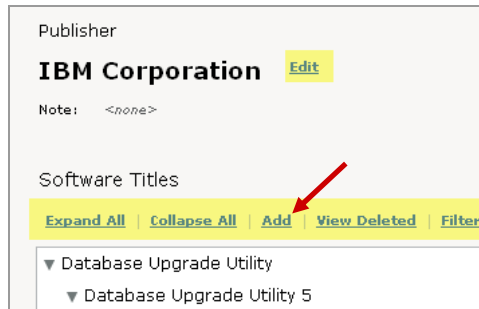 Publisher
IBM Corporation Edit
Note: <none>
Software Titles
Expand All | Collapse All | Add | View Deleted | Filter
▼ Database Upgrade Utility
▼ Database Upgrade Utility 5